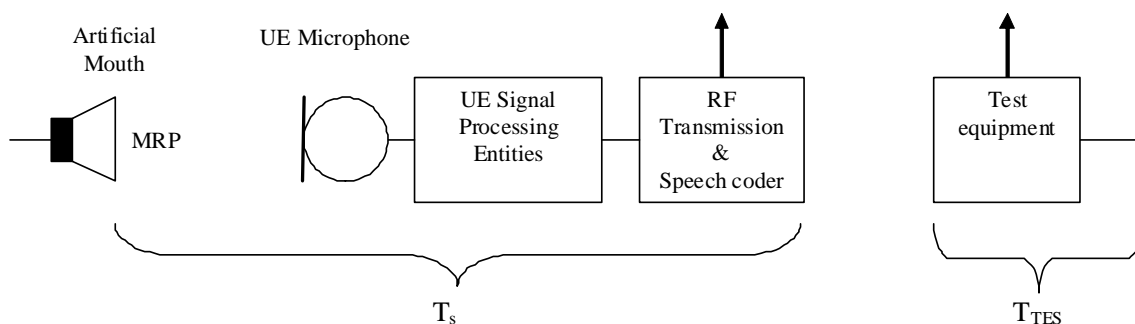 Artificial
Mouth
MRP
UE Microphone
UE Signal
Processing
Entities
RF
Transmission
&
Speech coder
Test
equipment
Ts
TTES